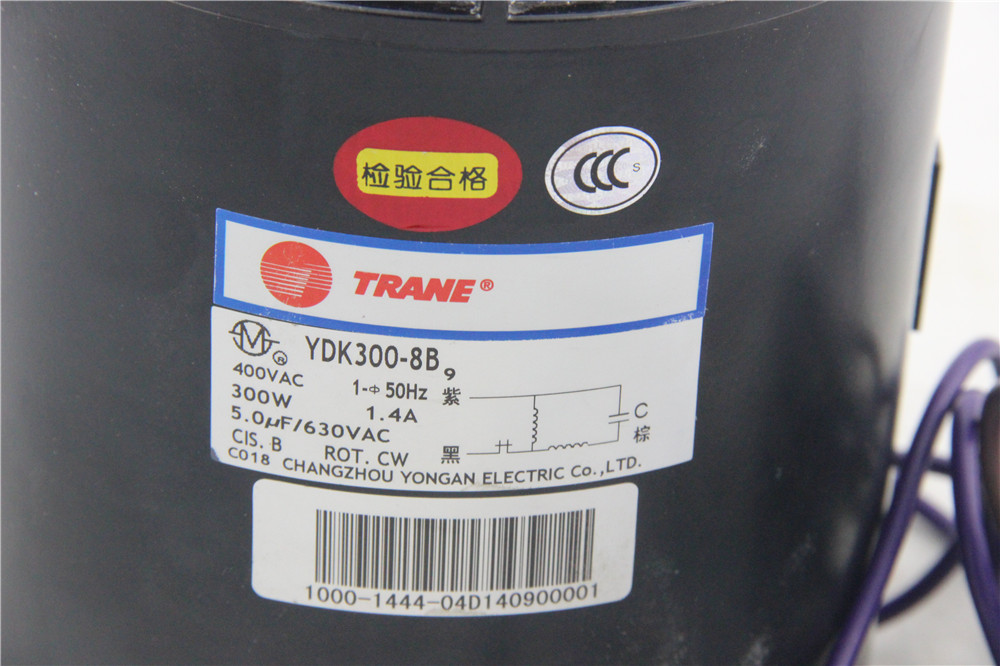 检验合格
CCC S
TRANE®
YDK300-8B 9
400VAC 1-Φ 50Hz 紫
300W 1.4A
5.0μF/630VAC
C
棕
CIS. B ROT. CW 黑
C018 CHANGZHOU YONGAN ELECTRIC Co.,LTD.
1000-1444-04D140900001